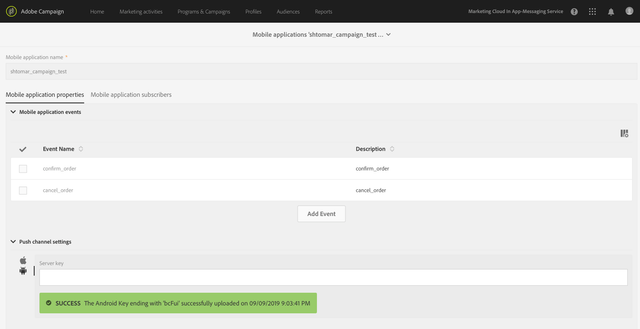 Adobe Campaign Home Marketing activities Programs & Campaigns Profiles Audiences Reports Marketing Cloud In App-Messaging Service
Mobile applications 'shtomar_campaign_test ...
Mobile application name *
shtomar_campaign_test
Mobile application properties Mobile application subscribers
Mobile application events
Event Name Description
confirm_order confirm_order
cancel_order cancel_order
Add Event
Push channel settings
Server key
SUCCESS The Android Key ending with 'bcFui' successfully uploaded on 09/09/2019 9:03:41 PM